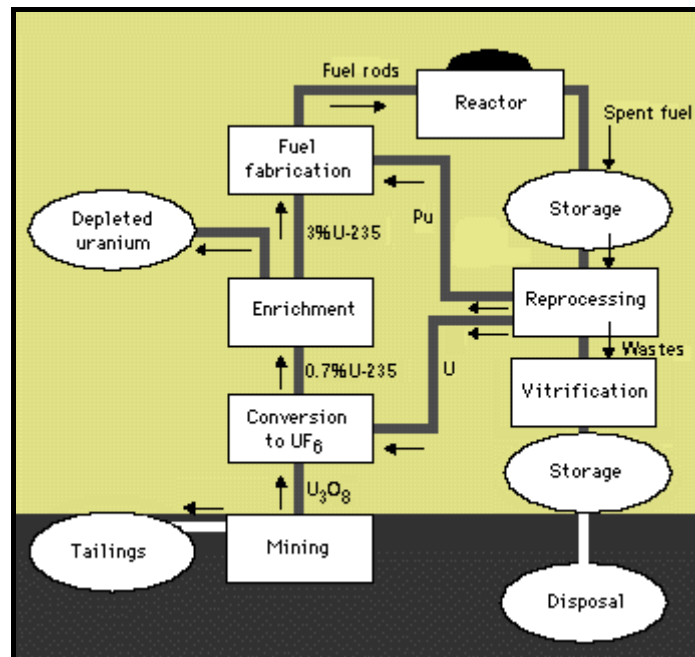 Fuel rods
Reactor
Spent fuel
Fuel
fabrication
Depleted
uranium
3%U-235
Pu
Storage
Enrichment
Reprocessing
0.7%U-235
U
Wastes
Vitrification
Conversion
to UF₆
Storage
U₃O₈
Tailings
Mining
Disposal